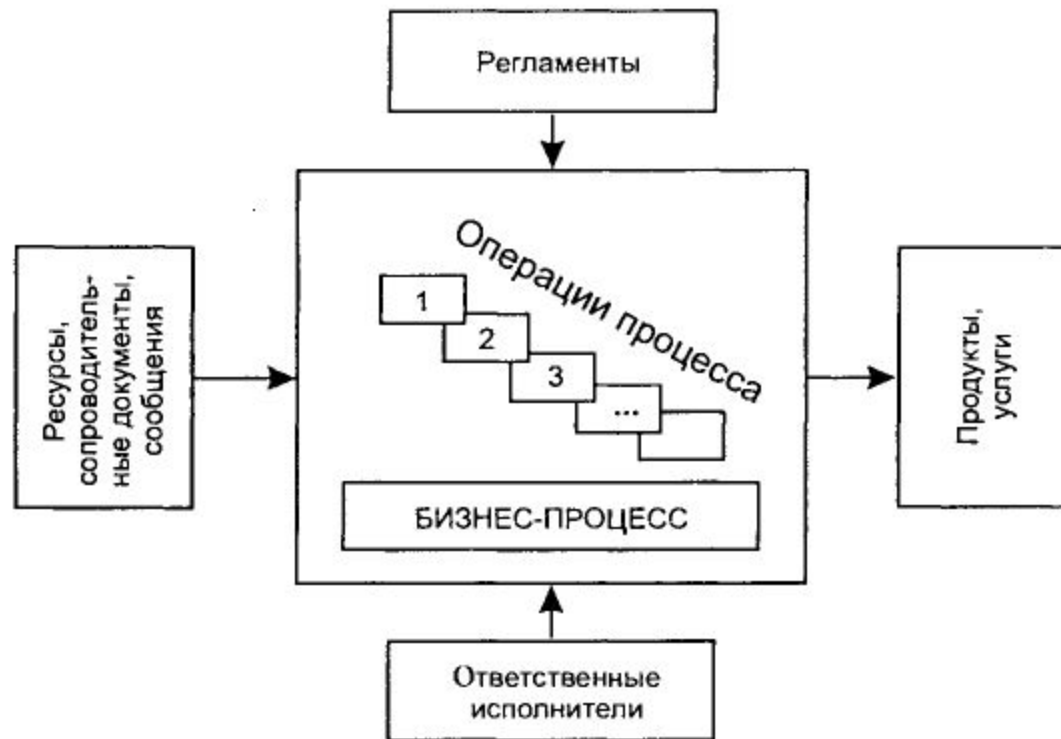 Регламенты
Ресурсы,
сопроводитель-
ные документы,
сообщения
Операции процесса
1
2
3
...
БИЗНЕС-ПРОЦЕСС
Продукты,
услуги
Ответственные
исполнители